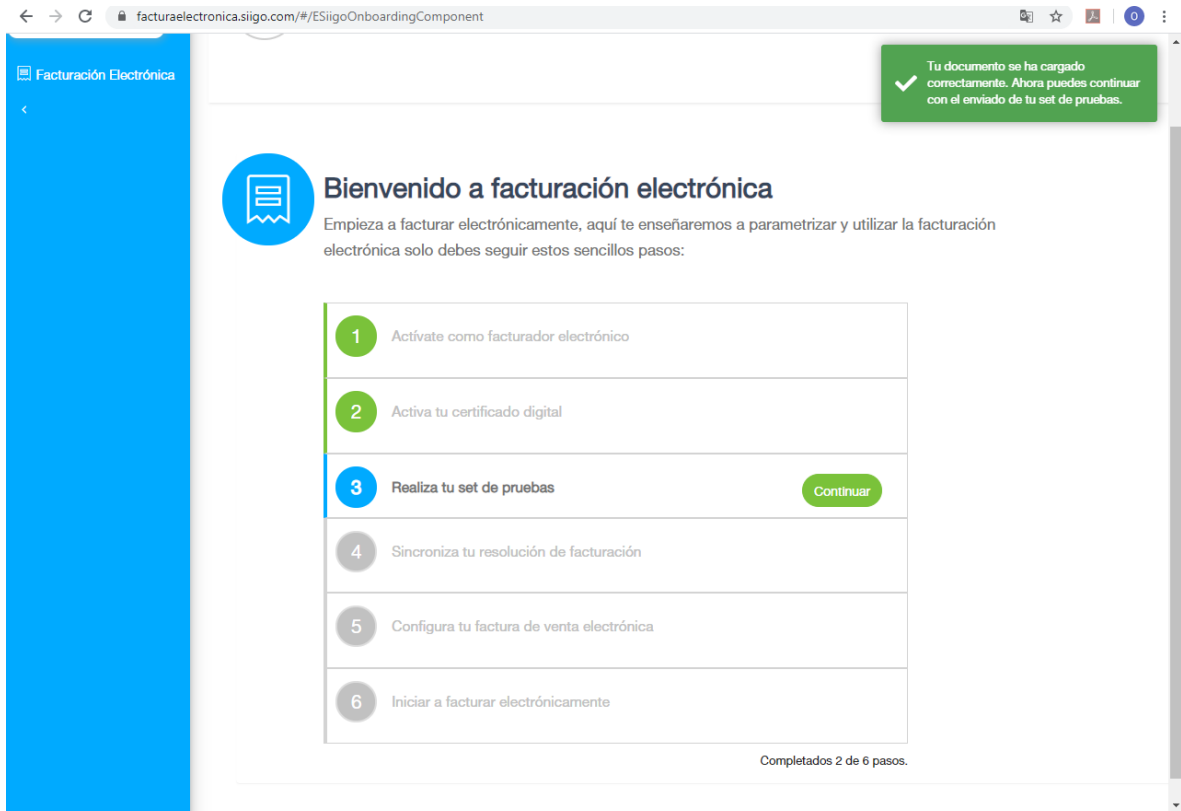 facturaelectronica.siigo.com/#/ESiigoOnboardingComponent
O
Facturación Electrónica
Tu documento se ha cargado
correctamente. Ahora puedes continuar
con el enviado de tu set de pruebas.
Bienvenido a facturación electrónica
Empieza a facturar electrónicamente, aquí te enseñaremos a parametrizar y utilizar la facturación
electrónica solo debes seguir estos sencillos pasos:
1 Actívate como facturador electrónico
2 Activa tu certificado digital
3 Realiza tu set de pruebas Continuar
4 Sincroniza tu resolución de facturación
5 Configura tu factura de venta electrónica
6 Iniciar a facturar electrónicamente
Completados 2 de 6 pasos.